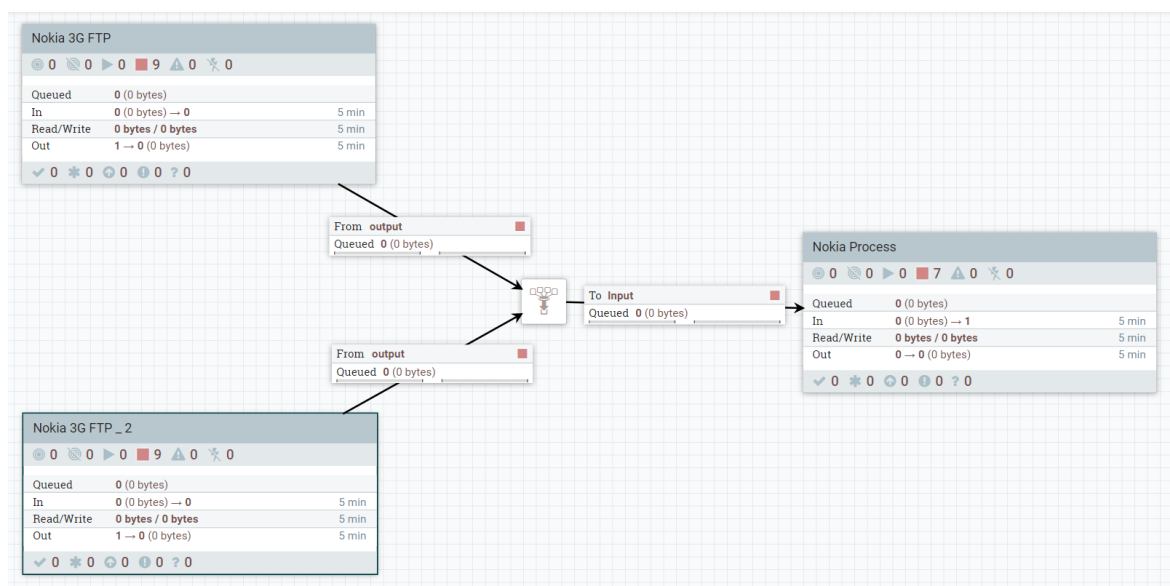 Nokia 3G FTP
0 0 0 9 0 0
Queued 0 (0 bytes)
In 0 (0 bytes) → 0 5 min
Read/Write 0 bytes / 0 bytes 5 min
Out 1 → 0 (0 bytes) 5 min
0 0 0 0 ? 0
From output
Queued 0 (0 bytes)
To Input
Queued 0 (0 bytes)
From output
Queued 0 (0 bytes)
Nokia 3G FTP _ 2
0 0 0 9 0 0
Queued 0 (0 bytes)
In 0 (0 bytes) → 0 5 min
Read/Write 0 bytes / 0 bytes 5 min
Out 1 → 0 (0 bytes) 5 min
0 0 0 0 ? 0
Nokia Process
0 0 0 7 0 0
Queued 0 (0 bytes)
In 0 (0 bytes) → 1 5 min
Read/Write 0 bytes / 0 bytes 5 min
Out 0 → 0 (0 bytes) 5 min
0 0 0 0 ? 0